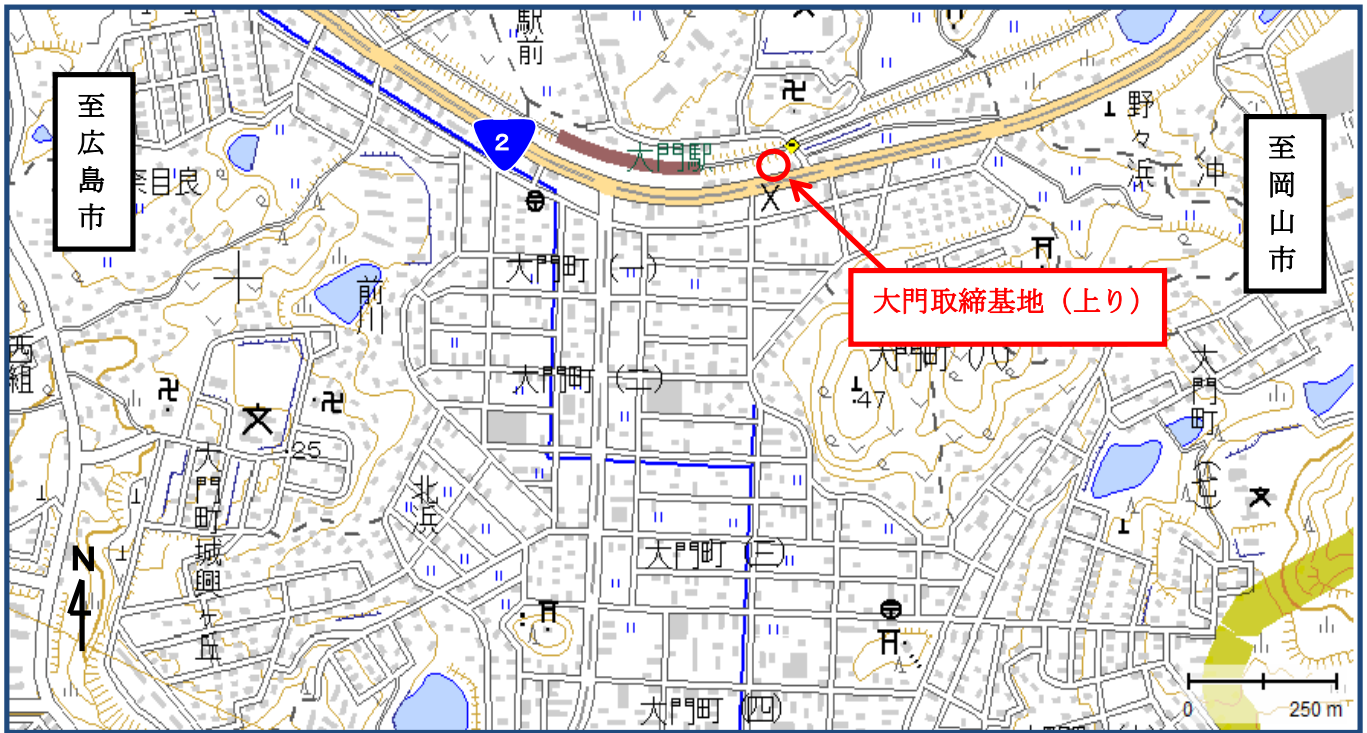 駅前
至広島市
2
大門駅
野々浜
沖
至岡山市
奈良
大門町(一)
前川
大門取締基地(上り)
西組
大門町(二)
大門町(八)
47
大門町(七)
25
大門町城興ヶ丘
北浜
大門町(三)
N
大門町(四)
0
250 m